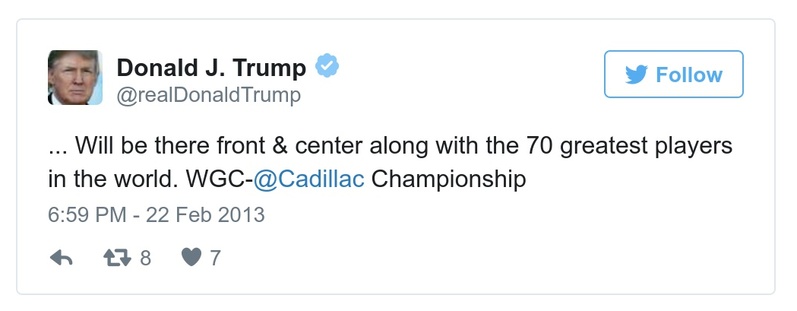 Donald J. Trump
@realDonaldTrump
Follow
... Will be there front & center along with the 70 greatest players
in the world. WGC-@Cadillac Championship
6:59 PM - 22 Feb 2013
8 7